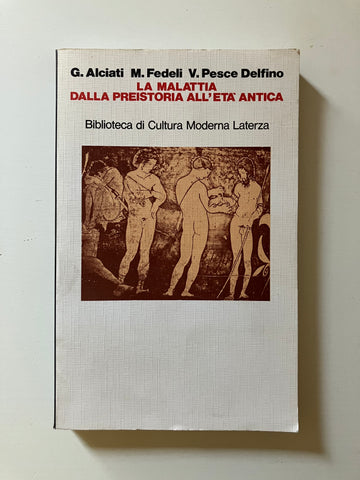 G. Alciati M. Fedeli V. Pesce Delfino
LA MALATTIA
DALLA PREISTORIA ALL'ETÀ ANTICA
Biblioteca di Cultura Moderna Laterza